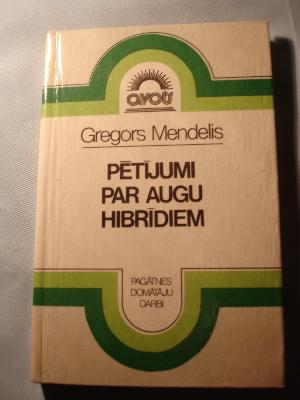 avots
Gregors Mendelis
PĒTĪJUMI
PAR AUGU
HIBRĪDIEM
PAGĀTNES
DOMĀTĀJU
DARBI